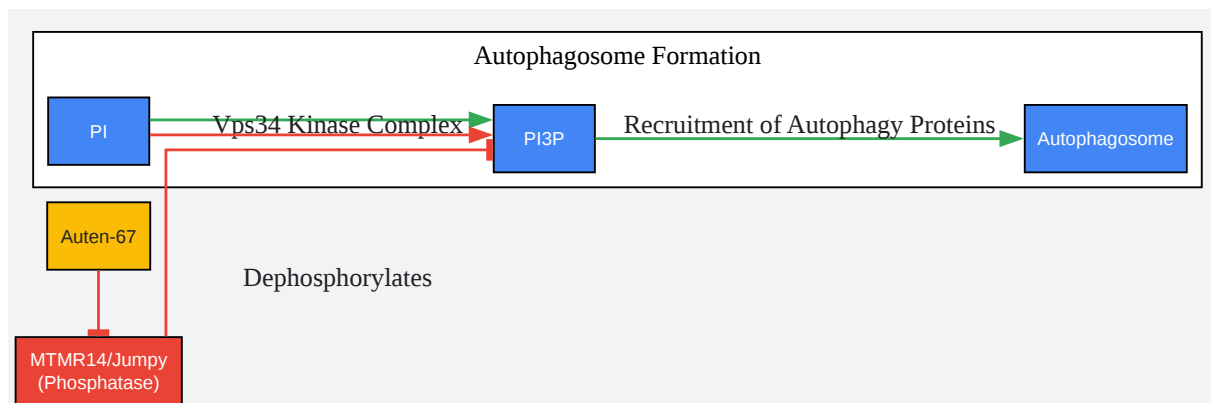 Autophagosome Formation
PI
Vps34 Kinase Complex
PI3P
Recruitment of Autophagy Proteins
Autophagosome
Auten-67
Dephosphorylates
MTMR14/Jumpy
(Phosphatase)